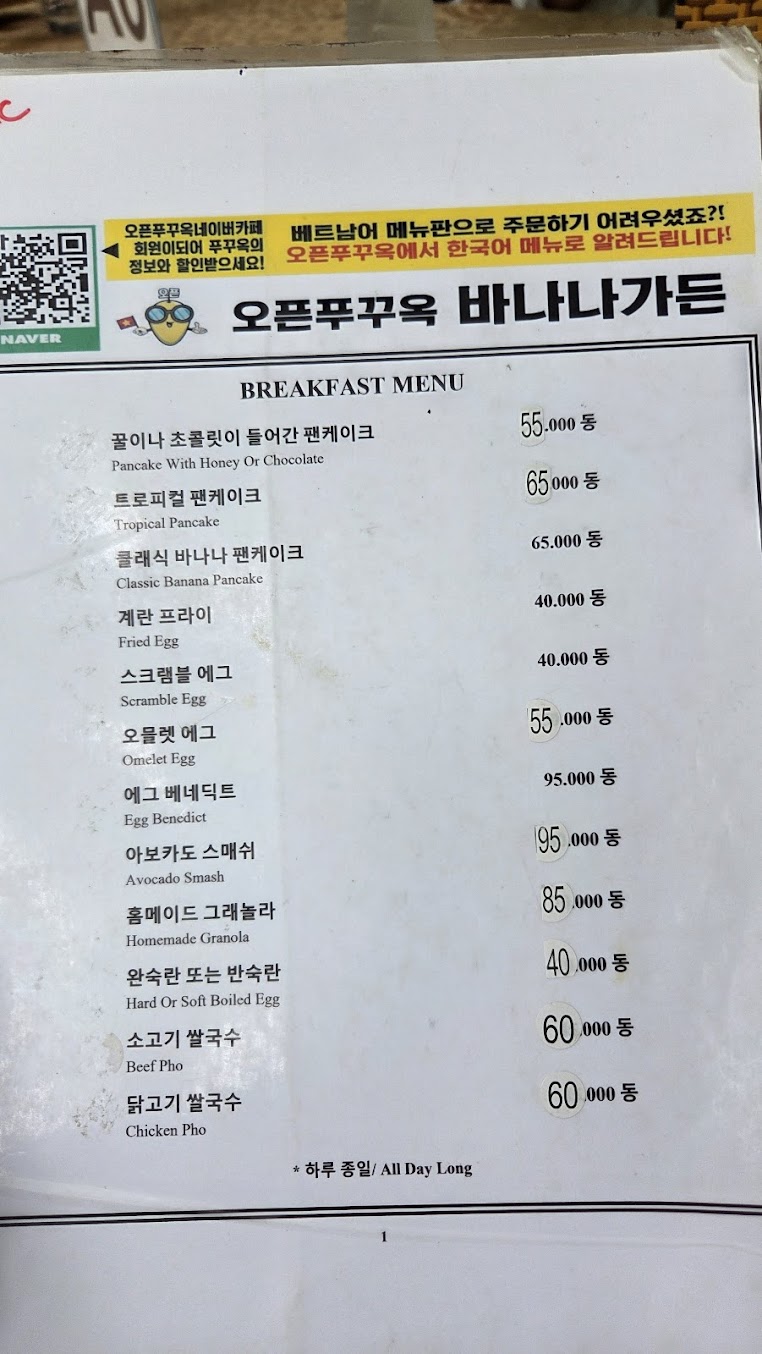 오픈푸꾸옥네이버카페
회원이되어 푸꾸옥의
정보와 할인받으세요!
베트남어 메뉴판으로 주문하기 어려우셨죠?!
오픈푸꾸옥에서 한국어 메뉴로 알려드립니다!
NAVER
오픈
오픈푸꾸옥 바나나가든
BREAKFAST MENU
꿀이나 초콜릿이 들어간 팬케이크 55.000 동
Pancake With Honey Or Chocolate
트로피컬 팬케이크 65000 동
Tropical Pancake
클래식 바나나 팬케이크 65.000 동
Classic Banana Pancake
계란 프라이 40.000 동
Fried Egg
스크램블 에그 40.000 동
Scramble Egg
오믈렛 에그 55.000 동
Omelet Egg
에그 베네딕트 95.000 동
Egg Benedict
아보카도 스매쉬 95.000 동
Avocado Smash
홈메이드 그래놀라 85.000 동
Homemade Granola
완숙란 또는 반숙란 40.000 동
Hard Or Soft Boiled Egg
소고기 쌀국수 60.000 동
Beef Pho
닭고기 쌀국수 60.000 동
Chicken Pho
* 하루 종일/ All Day Long
1